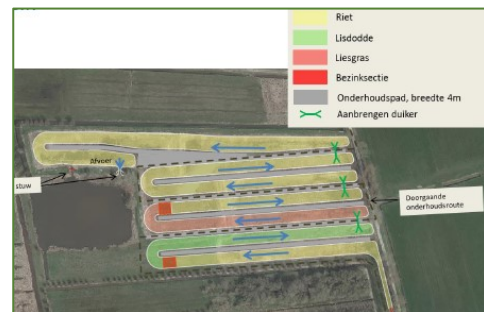 Riet
Lisdodde
Liesgras
Bezinksectie
Onderhoudspad, breedte 4m
Aanbrengen duiker
Afvoer
stuw
Doorgaande
onderhoudsroute